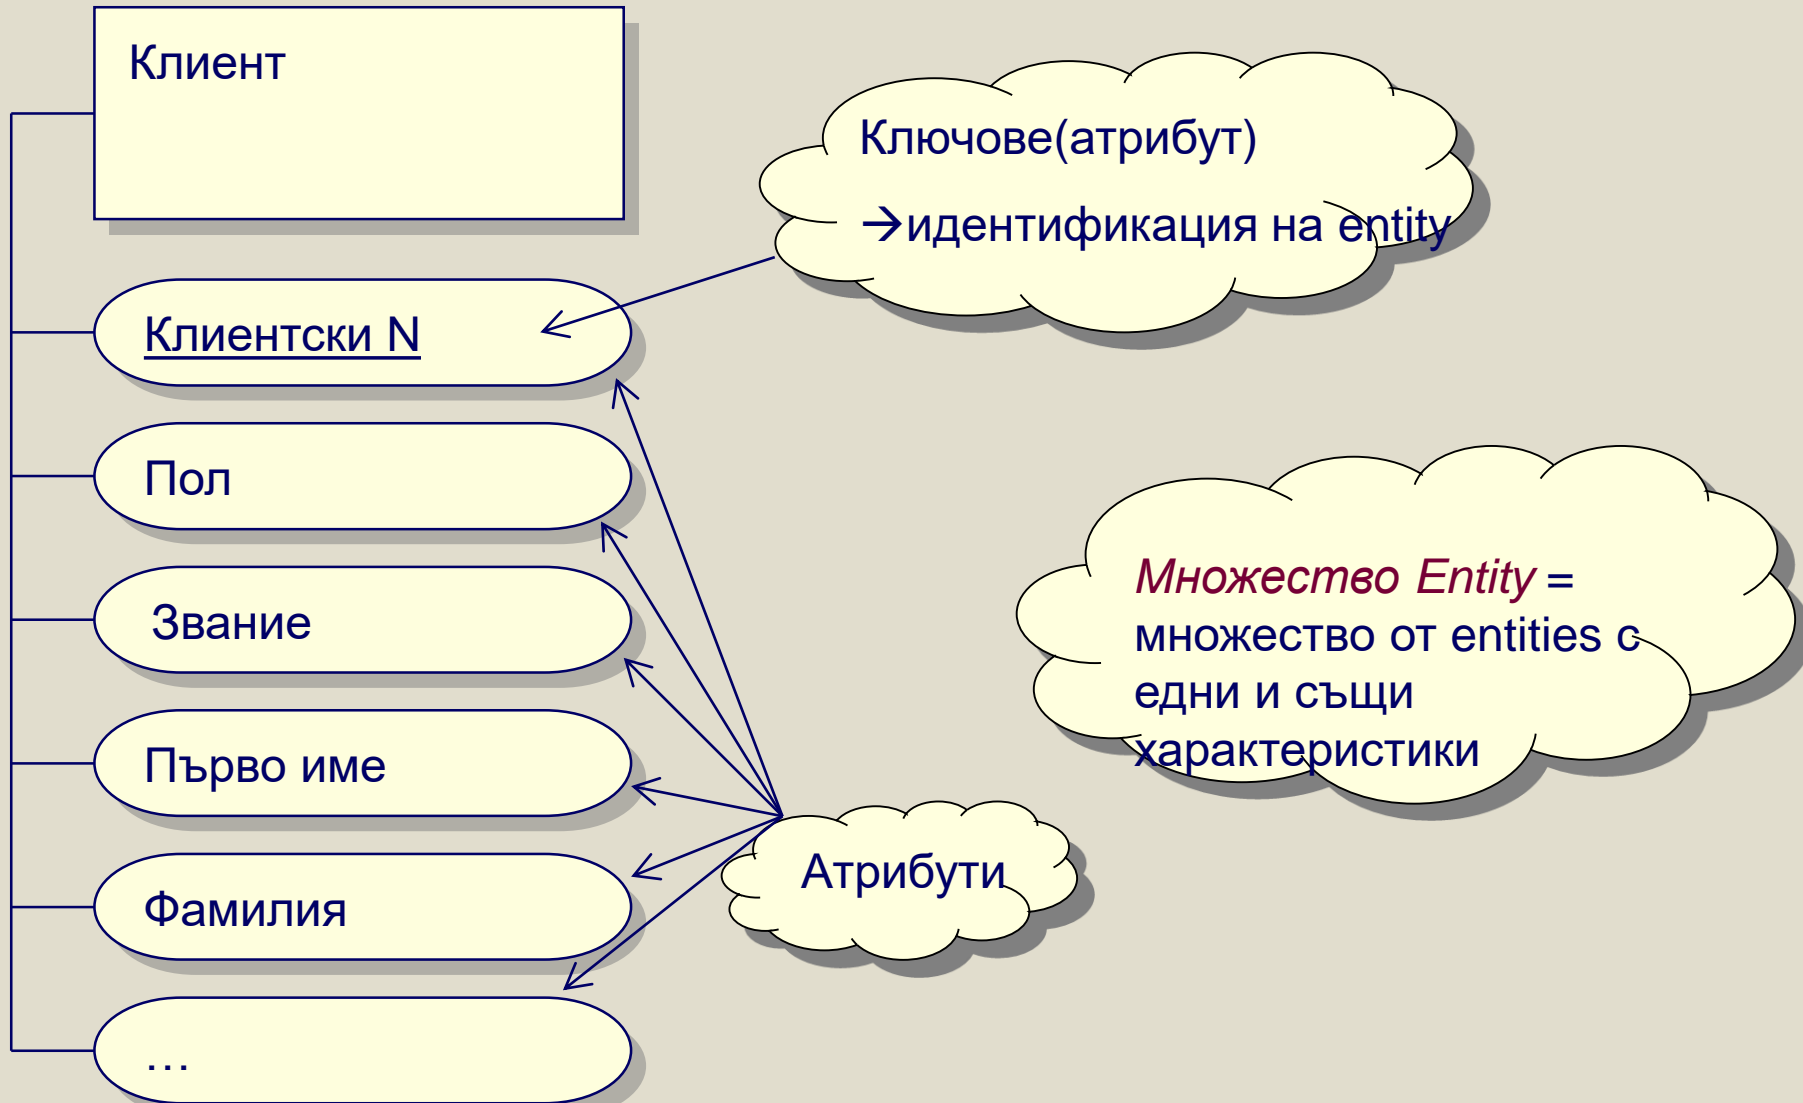 Клиент
Ключове(атрибут)
→идентификация на entity
Клиентски N
Пол
Звание
Първо име
Фамилия
…
Множество Entity =
множество от entities с
едни и същи
характеристики
Атрибути